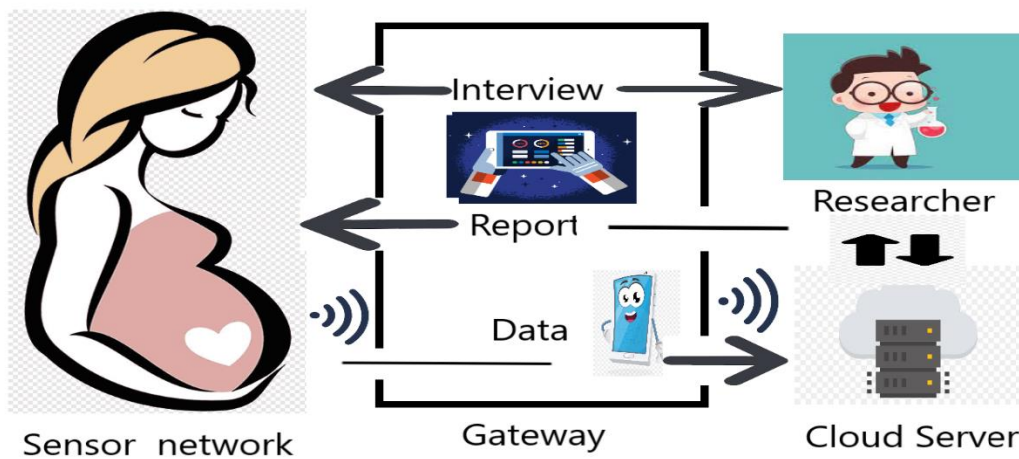 Interview
Researcher
Report
Data
Sensor network
Gateway
Cloud Server